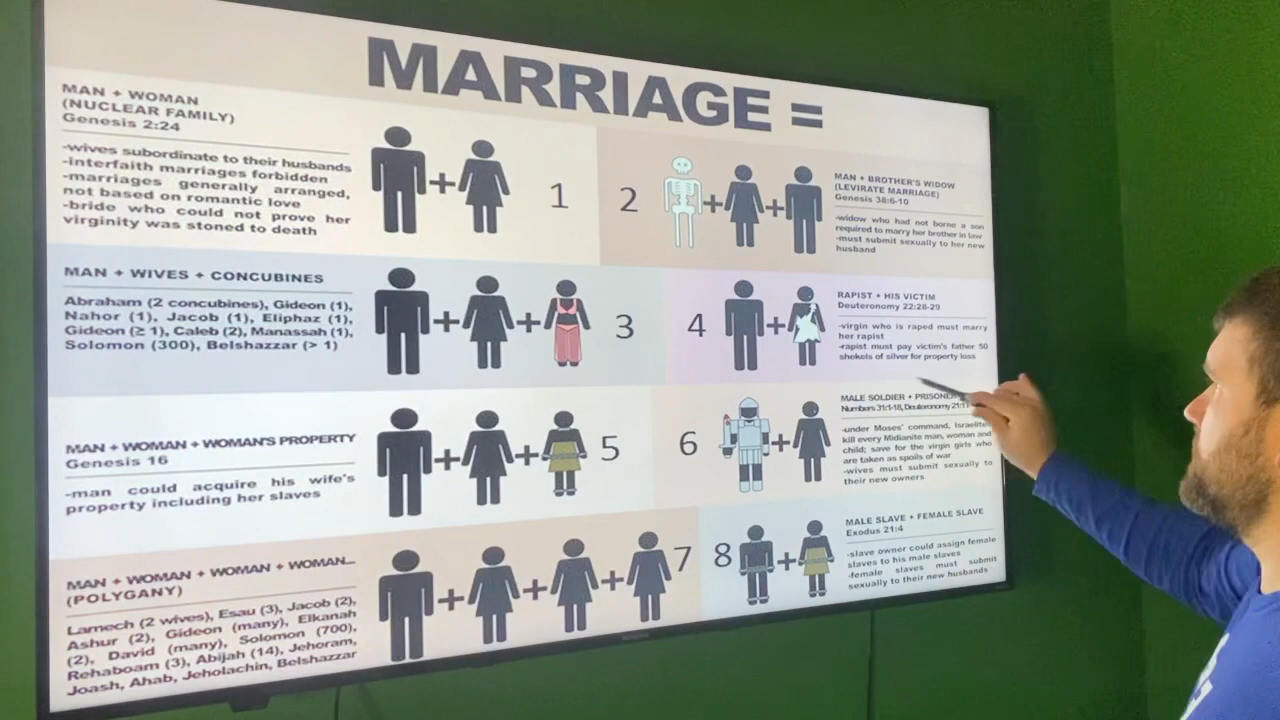 MARRIAGE =
MAN + WOMAN
(NUCLEAR FAMILY)
Genesis 2:24
-wives subordinate to their husbands
-interfaith marriages forbidden
-marriages generally arranged,
not based on romantic love
-bride who could not prove her
virginity was stoned to death
1
2
MAN + BROTHER'S WIDOW
(LEVIRATE MARRIAGE)
Genesis 38:6-10
-widow who had not borne a son
required to marry her brother in law
-must submit sexually to her new
husband
MAN + WIVES + CONCUBINES
Abraham (2 concubines), Gideon (1),
Nahor (1), Jacob (1), Eliphaz (1),
Gideon (≥ 1), Caleb (2), Manassah (1),
Solomon (300), Belshazzar (> 1)
3
4
RAPIST + HIS VICTIM
Deuteronomy 22:28-29
-virgin who is raped must marry
her rapist
-rapist must pay victim's father 50
shekels of silver for property loss
MAN + WOMAN + WOMAN'S PROPERTY
Genesis 16
-man could acquire his wife's
property including her slaves
5
6
MALE SOLDIER +
Numbers 31:1-18, Deuteronomy
-under Moses' command, Israelites
kill every Midianite man, woman and
child; save for the virgin girls who
are taken as spoils of war
-wives must submit sexually to
their new owners
MAN + WOMAN + WOMAN + WOMAN...
(POLYGANY)
Lamech (2 wives), Esau (3), Jacob (2),
Ashur (2), Gideon (many), Elkanah
(2), David (many), Solomon (700),
Rehaboam (3), Abijah (14), Jehoram,
Joash, Ahab, Jeholachin, Belshazzar
7
8
MALE SLAVE + FEMALE SLAVE
Exodus 21:4
-slave owner could assign female
slaves to his male slaves
-female slaves must submit
sexually to their new husbands